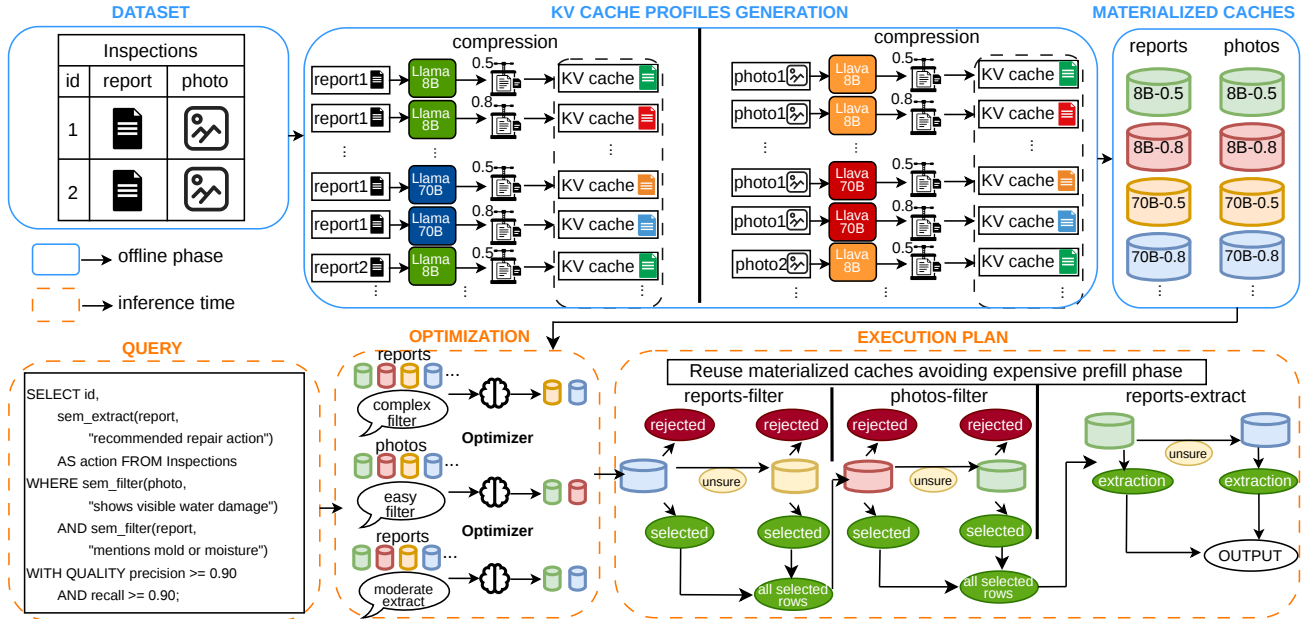 DATASET
KV CACHE PROFILES GENERATION
MATERIALIZED CACHES
Inspections
id report photo
1
2
offline phase
inference time
compression
report1 Llama 8B 0.5 KV cache
report1 Llama 8B 0.8 KV cache
...
report1 Llama 70B 0.5 KV cache
report1 Llama 70B 0.8 KV cache
report2 Llama 8B 0.5 KV cache
...
compression
photo1 Llava 8B 0.5 KV cache
photo1 Llava 8B 0.8 KV cache
...
photo1 Llava 70B 0.5 KV cache
photo1 Llava 70B 0.8 KV cache
photo2 Llava 8B 0.5 KV cache
...
reports photos
8B-0.5 8B-0.5
8B-0.8 8B-0.8
70B-0.5 70B-0.5
70B-0.8 70B-0.8
...
QUERY
SELECT id,
sem_extract(report,
"recommended repair action")
AS action FROM Inspections
WHERE sem_filter(photo,
"shows visible water damage")
AND sem_filter(report,
"mentions mold or moisture")
WITH QUALITY precision >= 0.90
AND recall >= 0.90;
OPTIMIZATION
reports
...
complex
filter
Optimizer
photos
...
easy
filter
Optimizer
reports
...
moderate
extract
EXECUTION PLAN
Reuse materialized caches avoiding expensive prefill phase
reports-filter photos-filter reports-extract
rejected rejected rejected rejected
unsure unsure unsure
extraction extraction
selected selected selected selected
OUTPUT
all selected
rows
all selected
rows